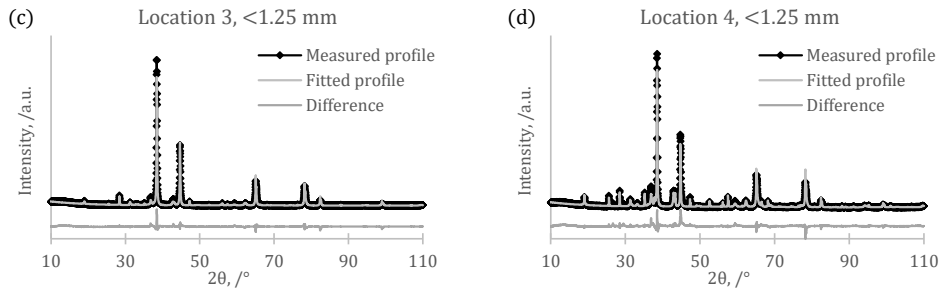 (c)
Location 3, <1.25 mm
Measured profile
Fitted profile
Difference
Intensity, /a.u.
10 30 50 70 90 110
2θ, /°
(d)
Location 4, <1.25 mm
Measured profile
Fitted profile
Difference
Intensity, /a.u.
10 30 50 70 90 110
2θ, /°